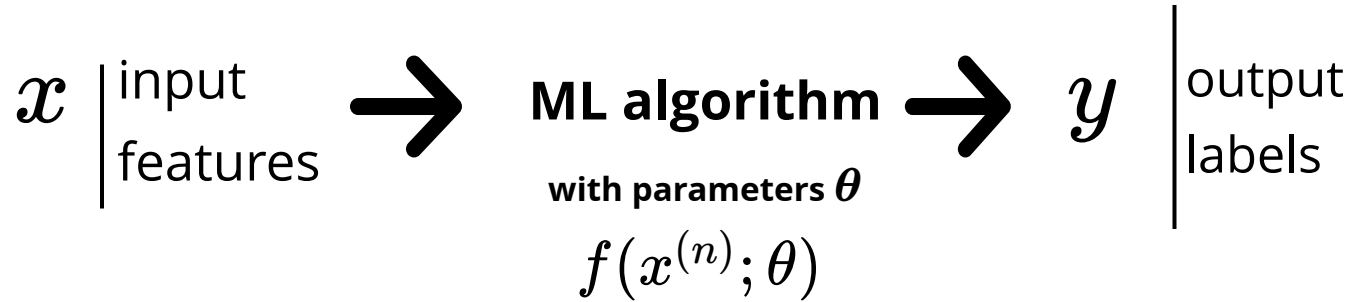 x
input
features
ML algorithm
with parameters θ
f(x⁽ⁿ⁾; θ)
y
output
labels